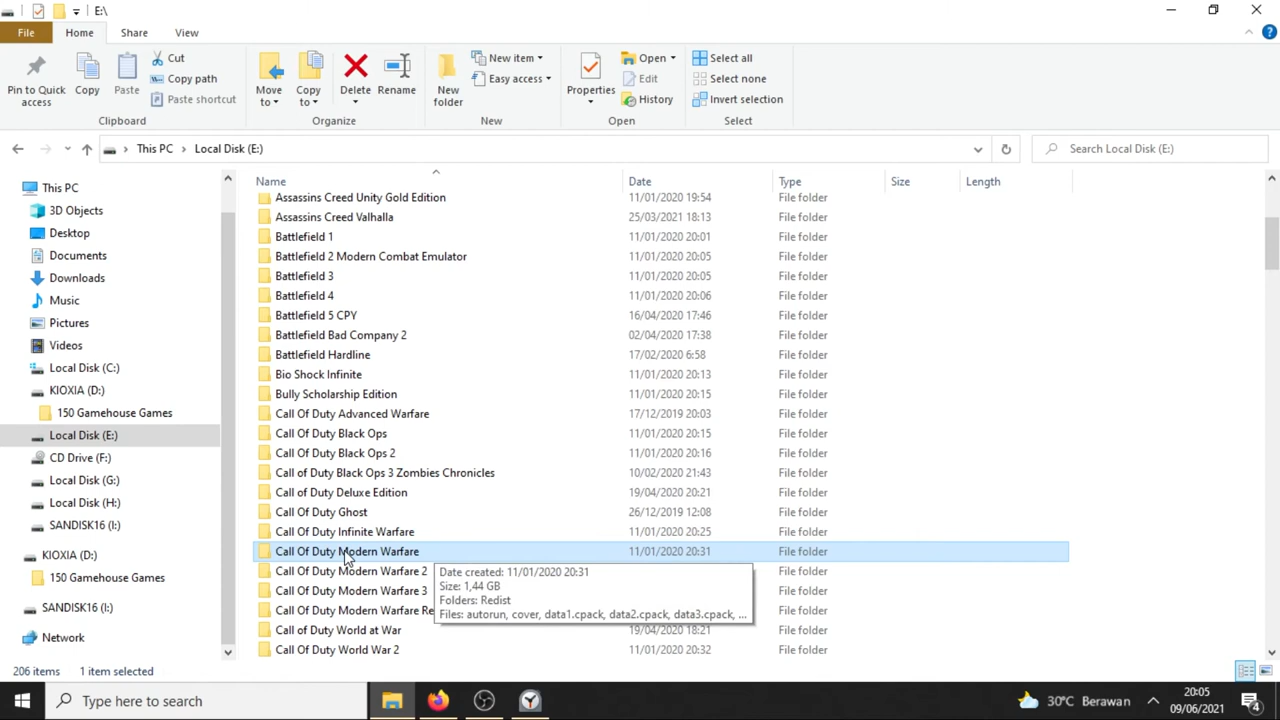 E:\
File Home Share View
Pin to Quick access
Copy
Paste
Cut
Copy path
Paste shortcut
Clipboard
Move to
Copy to
Delete
Rename
Organize
New folder
New item
Easy access
New
Properties
Open
Edit
History
Open
Select all
Select none
Invert selection
Select
This PC > Local Disk (E:)
Search Local Disk (E:)
This PC
3D Objects
Desktop
Documents
Downloads
Music
Pictures
Videos
Local Disk (C:)
KIOXIA (D:)
150 Gamehouse Games
Local Disk (E:)
CD Drive (F:)
Local Disk (G:)
Local Disk (H:)
SANDISK16 (I:)
KIOXIA (D:)
150 Gamehouse Games
SANDISK16 (I:)
Network
Name Date Type Size Length
Assassins Creed Unity Gold Edition 11/01/2020 19:54 File folder
Assassins Creed Valhalla 25/03/2021 18:13 File folder
Battlefield 1 11/01/2020 20:01 File folder
Battlefield 2 Modern Combat Emulator 11/01/2020 20:05 File folder
Battlefield 3 11/01/2020 20:05 File folder
Battlefield 4 11/01/2020 20:06 File folder
Battlefield 5 CPY 16/04/2020 17:46 File folder
Battlefield Bad Company 2 02/04/2020 17:38 File folder
Battlefield Hardline 17/02/2020 6:58 File folder
Bio Shock Infinite 11/01/2020 20:13 File folder
Bully Scholarship Edition 11/01/2020 20:15 File folder
Call Of Duty Advanced Warfare 17/12/2019 20:03 File folder
Call Of Duty Black Ops 11/01/2020 20:15 File folder
Call Of Duty Black Ops 2 11/01/2020 20:16 File folder
Call of Duty Black Ops 3 Zombies Chronicles 10/02/2020 21:43 File folder
Call of Duty Deluxe Edition 19/04/2020 20:21 File folder
Call Of Duty Ghost 26/12/2019 12:08 File folder
Call Of Duty Infinite Warfare 11/01/2020 20:25 File folder
Call Of Duty Modern Warfare 11/01/2020 20:31 File folder
Call Of Duty Modern Warfare 2 File folder
Call Of Duty Modern Warfare 3 File folder
Call Of Duty Modern Warfare Re File folder
Call of Duty World at War 19/04/2020 18:21 File folder
Call Of Duty World War 2 11/01/2020 20:32 File folder
Date created: 11/01/2020 20:31
Size: 1,44 GB
Folders: Redist
Files: autorun, cover, data1.cpack, data2.cpack, data3.cpack, ...
206 items 1 item selected
Type here to search
30°C Berawan
20:05
09/06/2021
4